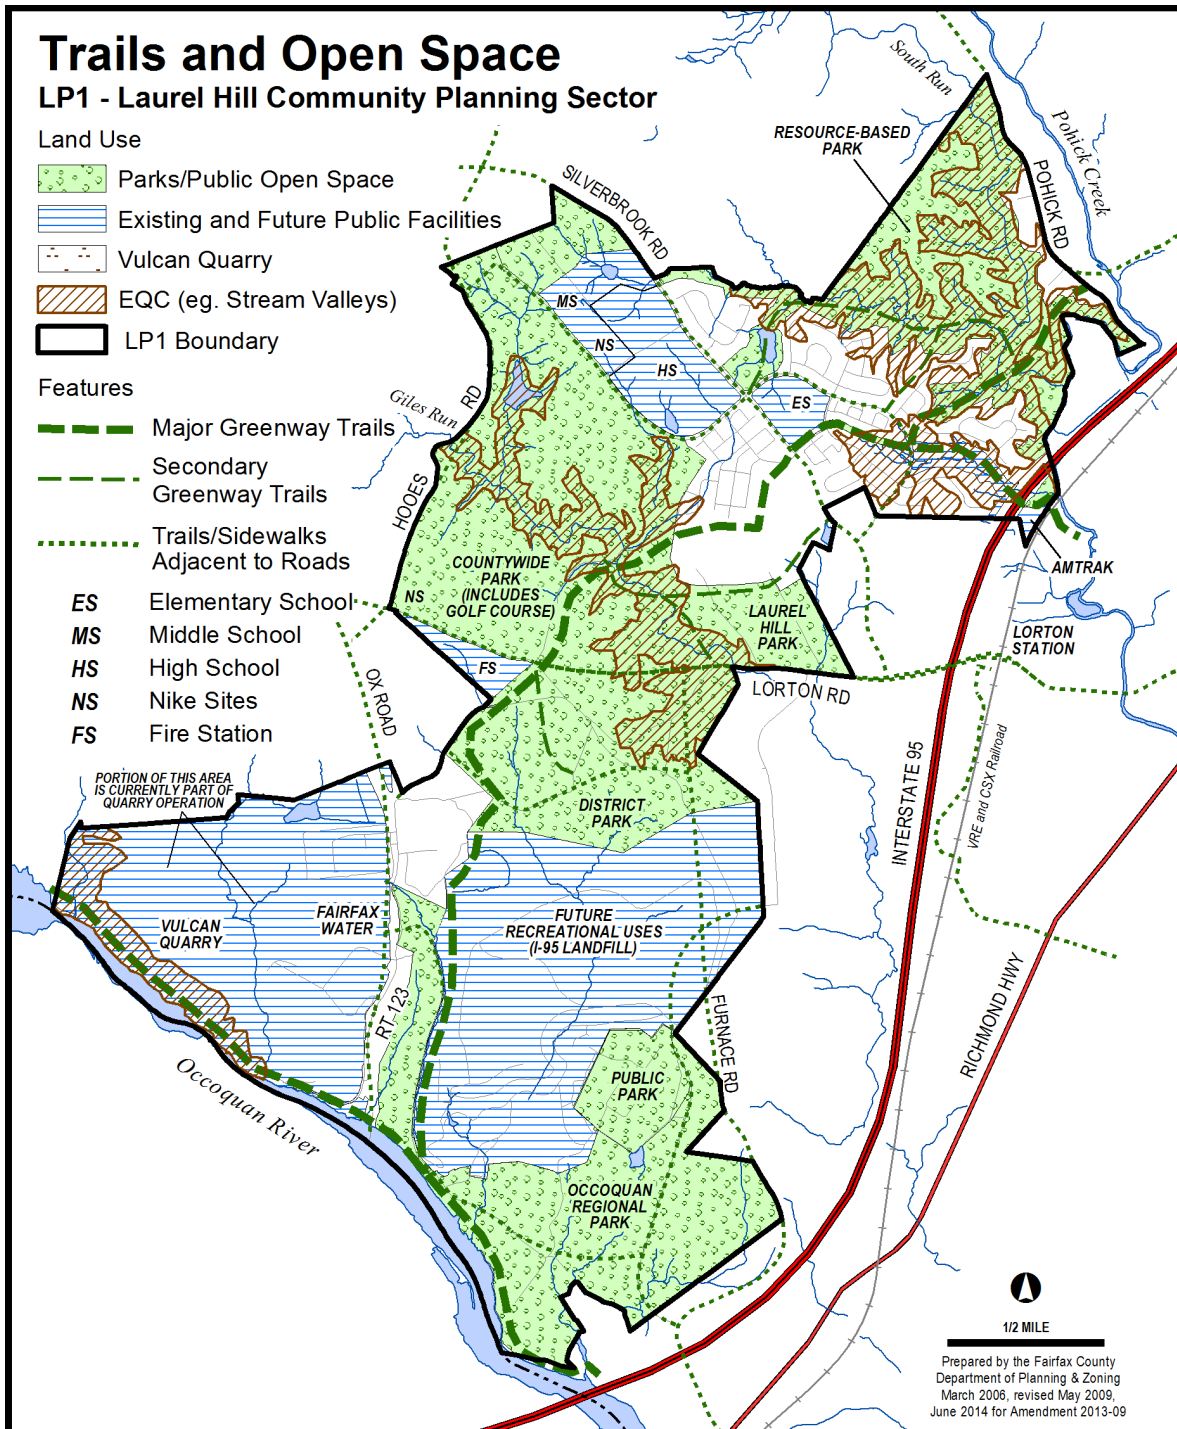 Trails and Open Space
LP1 - Laurel Hill Community Planning Sector
Land Use
Parks/Public Open Space
Existing and Future Public Facilities
Vulcan Quarry
EQC (eg. Stream Valleys)
LP1 Boundary
Features
Major Greenway Trails
Secondary
Greenway Trails
Trails/Sidewalks
Adjacent to Roads
ES Elementary School
MS Middle School
HS High School
NS Nike Sites
FS Fire Station
South Run
Pohick Creek
RESOURCE-BASED
PARK
POHICK RD
SILVERBROOK RD
MS
NS
HS
ES
Giles Run
HOOES RD
COUNTYWIDE
PARK
(INCLUDES
GOLF COURSE)
NS
LAUREL
HILL
PARK
AMTRAK
LORTON
STATION
FS
OX ROAD
LORTON RD
PORTION OF THIS AREA
IS CURRENTLY PART OF
QUARRY OPERATION
DISTRICT
PARK
INTERSTATE 95
VRE and CSX Railroad
VULCAN
QUARRY
FAIRFAX
WATER
FUTURE
RECREATIONAL USES
(I-95 LANDFILL)
RT 123
FURNACE RD
RICHMOND HWY
PUBLIC
PARK
Occoquan River
OCCOQUAN
REGIONAL
PARK
1/2 MILE
Prepared by the Fairfax County
Department of Planning & Zoning
March 2006, revised May 2009,
June 2014 for Amendment 2013-09